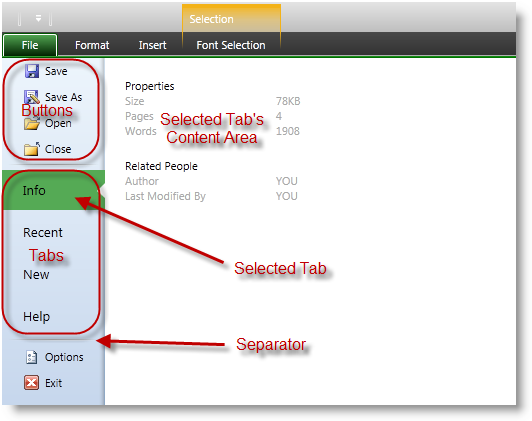 Selection
File Format Insert Font Selection
Save
Save As
Buttons
Open
Close
Info
Recent
Tabs
New
Help
Options
Exit
Properties
Size 78KB
Pages 4
Words 1908
Selected Tab's
Content Area
Related People
Author YOU
Last Modified By YOU
Selected Tab
Separator